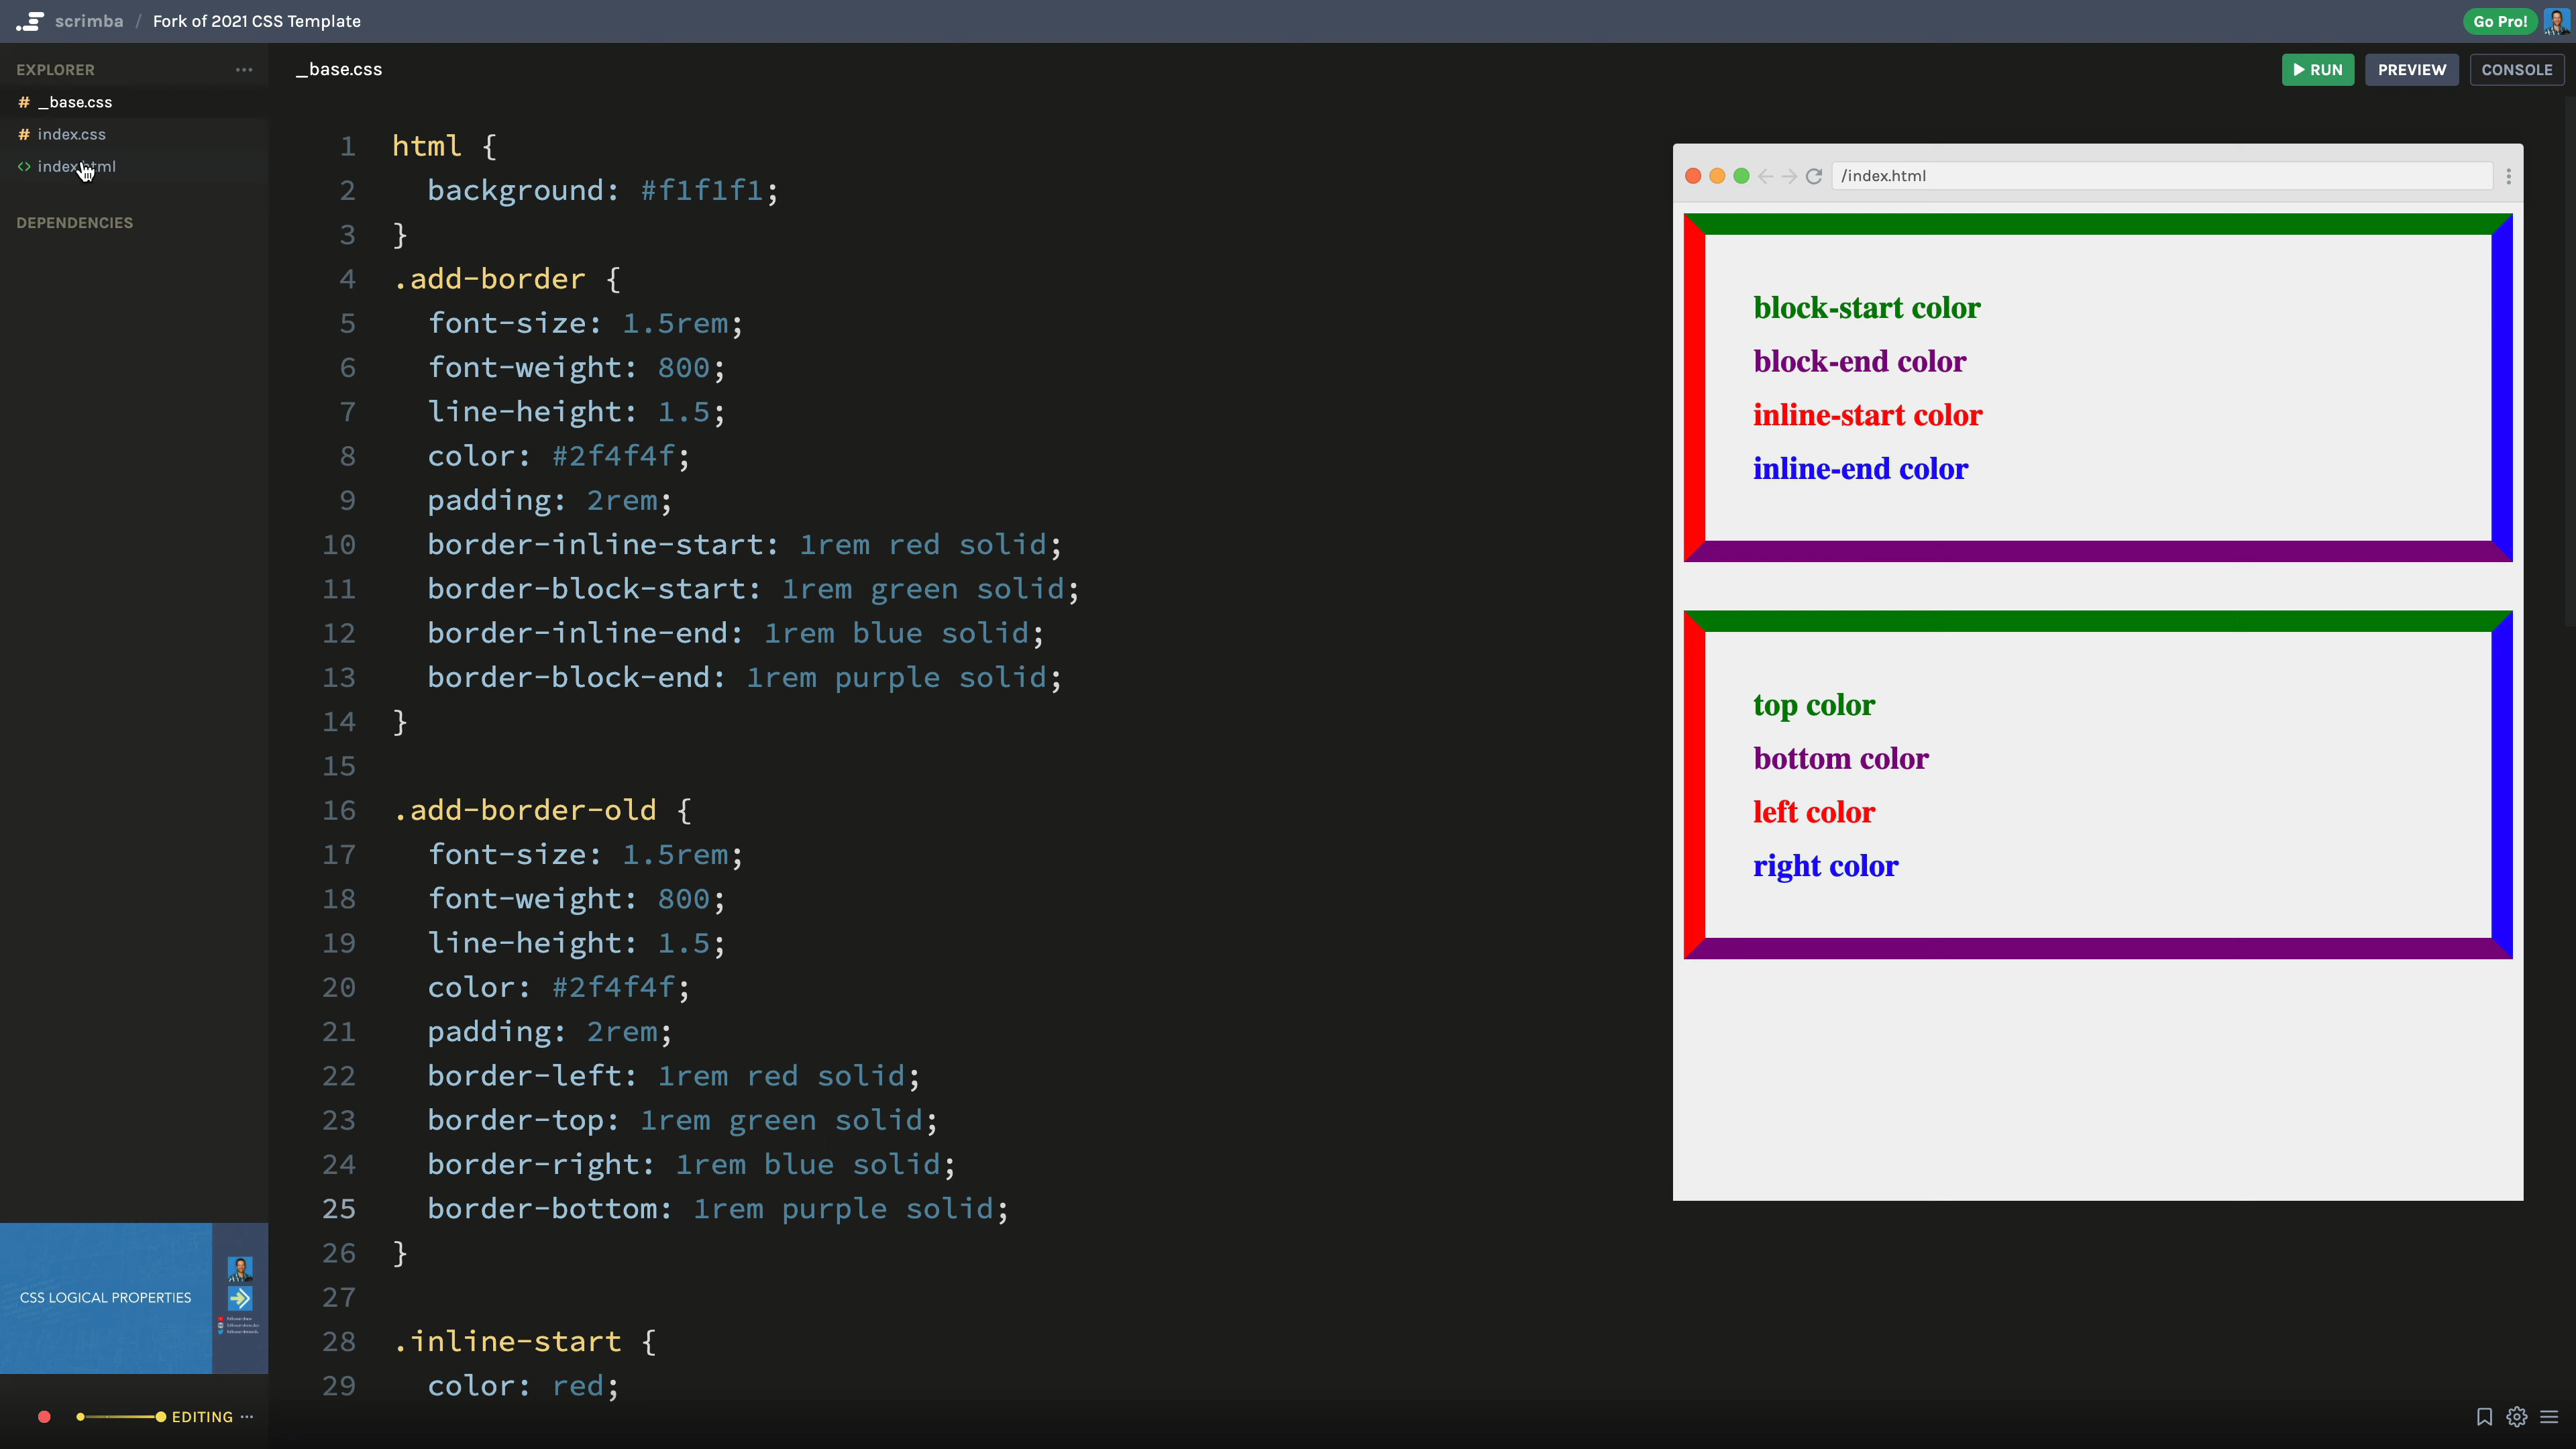 scrimba / Fork of 2021 CSS Template
Go Pro!
EXPLORER ...
# _base.css
# index.css
<> index.html
DEPENDENCIES
_base.css
RUN
PREVIEW
CONSOLE
1 html {
2 background: #f1f1f1;
3 }
4 .add-border {
5 font-size: 1.5rem;
6 font-weight: 800;
7 line-height: 1.5;
8 color: #2f4f4f;
9 padding: 2rem;
10 border-inline-start: 1rem red solid;
11 border-block-start: 1rem green solid;
12 border-inline-end: 1rem blue solid;
13 border-block-end: 1rem purple solid;
14 }
15
16 .add-border-old {
17 font-size: 1.5rem;
18 font-weight: 800;
19 line-height: 1.5;
20 color: #2f4f4f;
21 padding: 2rem;
22 border-left: 1rem red solid;
23 border-top: 1rem green solid;
24 border-right: 1rem blue solid;
25 border-bottom: 1rem purple solid;
26 }
27
28 .inline-start {
29 color: red;
/index.html
block-start color
block-end color
inline-start color
inline-end color
top color
bottom color
left color
right color
CSS LOGICAL PROPERTIES
EDITING ...